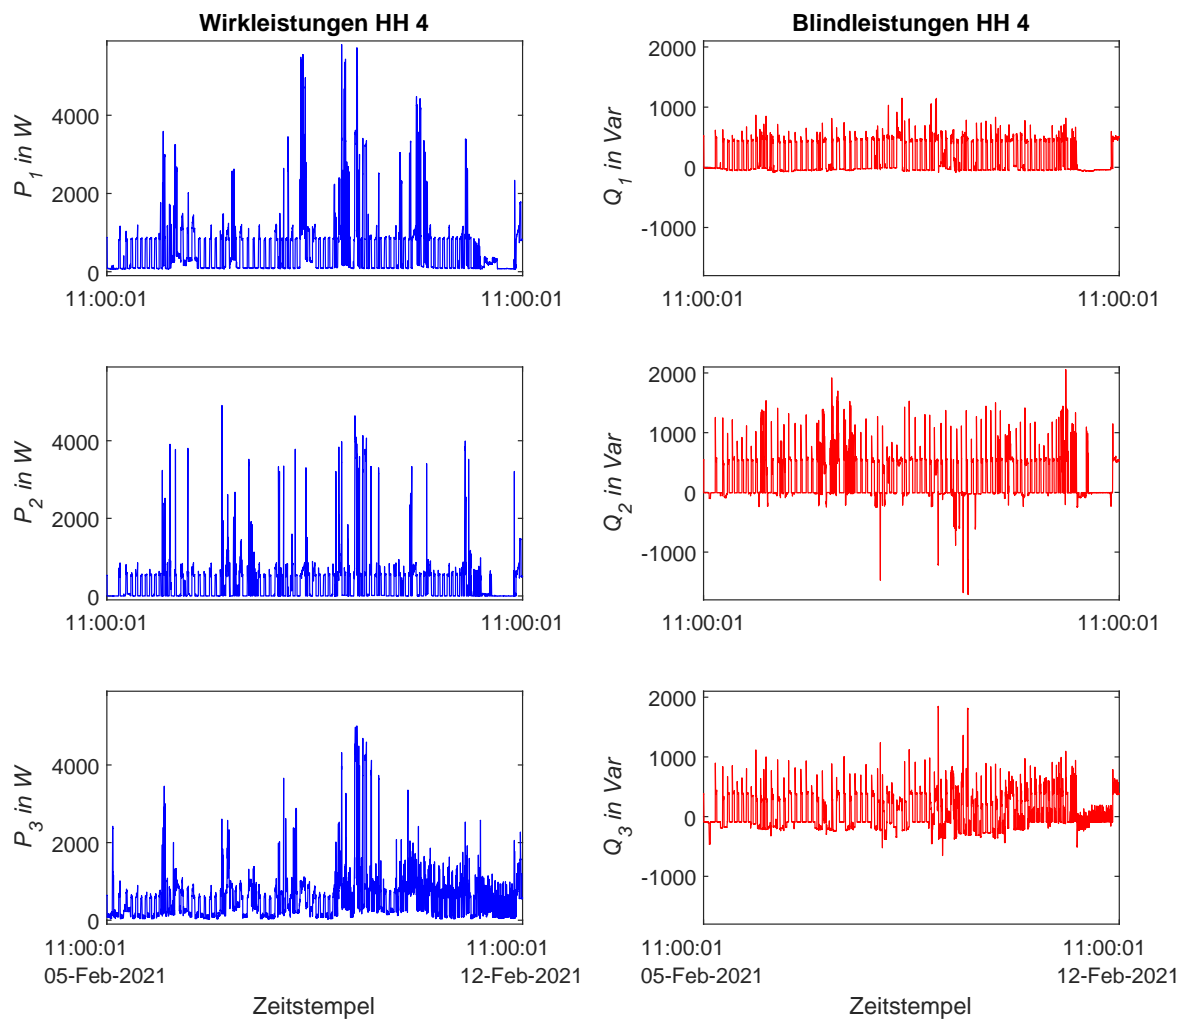 Wirkleistungen HH 4
P1 in W
4000
2000
0
11:00:01
11:00:01
Blindleistungen HH 4
Q1 in Var
2000
1000
0
-1000
11:00:01
11:00:01
P2 in W
4000
2000
0
11:00:01
11:00:01
Q2 in Var
2000
1000
0
-1000
11:00:01
11:00:01
P3 in W
4000
2000
0
11:00:01
05-Feb-2021
11:00:01
12-Feb-2021
Zeitstempel
Q3 in Var
2000
1000
0
-1000
11:00:01
05-Feb-2021
11:00:01
12-Feb-2021
Zeitstempel